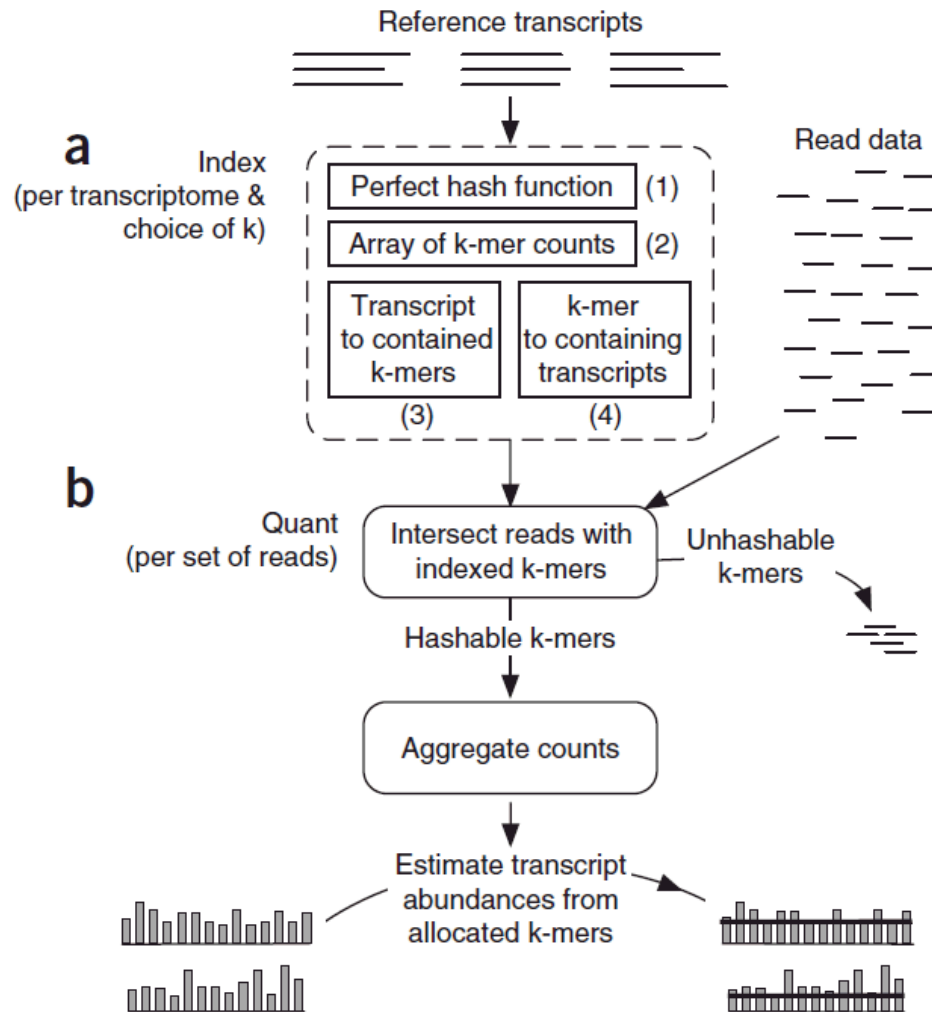 Reference transcripts
a
Index
(per transcriptome &
choice of k)
Read data
Perfect hash function
(1)
Array of k-mer counts
(2)
Transcript
to contained
k-mers
(3)
k-mer
to containing
transcripts
(4)
b
Quant
(per set of reads)
Intersect reads with
indexed k-mers
Unhashable
k-mers
Hashable k-mers
Aggregate counts
Estimate transcript
abundances from
allocated k-mers